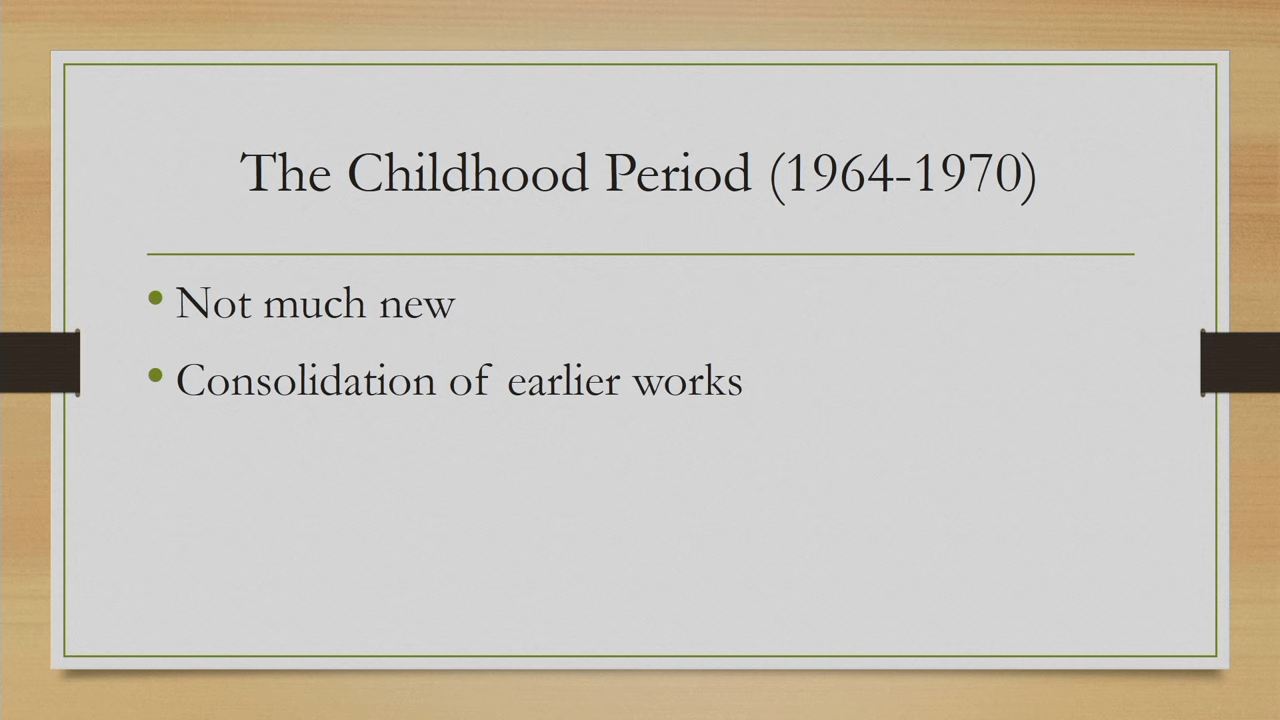 The Childhood Period (1964-1970)
• Not much new
• Consolidation of earlier works